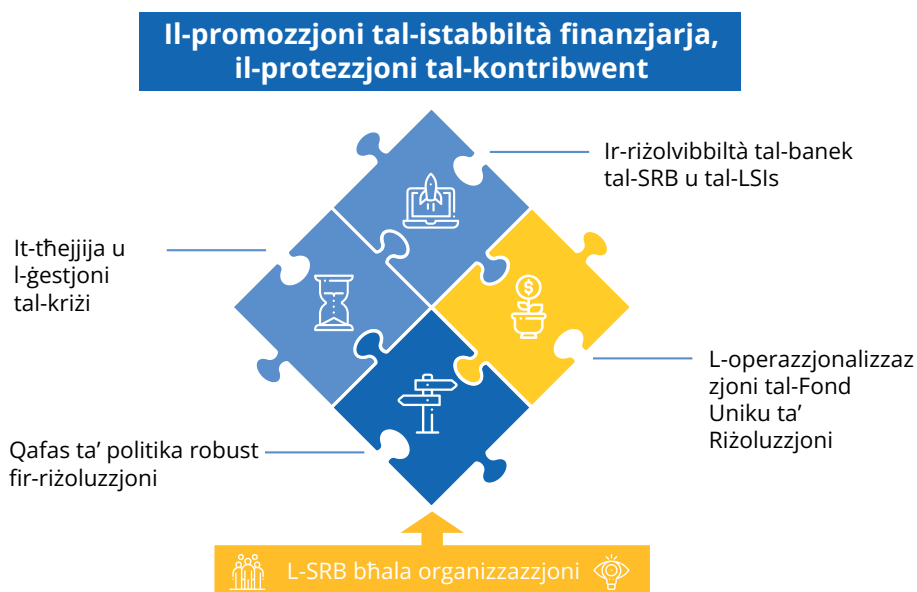 Il-promozzjoni tal-istabbiltà finanzjarja,
il-protezzjoni tal-kontribwent
Ir-riżolvibbiltà tal-banek
tal-SRB u tal-LSIs
It-tħejjija u
l-ġestjoni
tal-kriżi
L-operazzjonalizzaz
zjoni tal-Fond
Uniku ta’
Riżoluzzjoni
Qafas ta’ politika robust
fir-riżoluzzjoni
L-SRB bħala organizzazzjoni